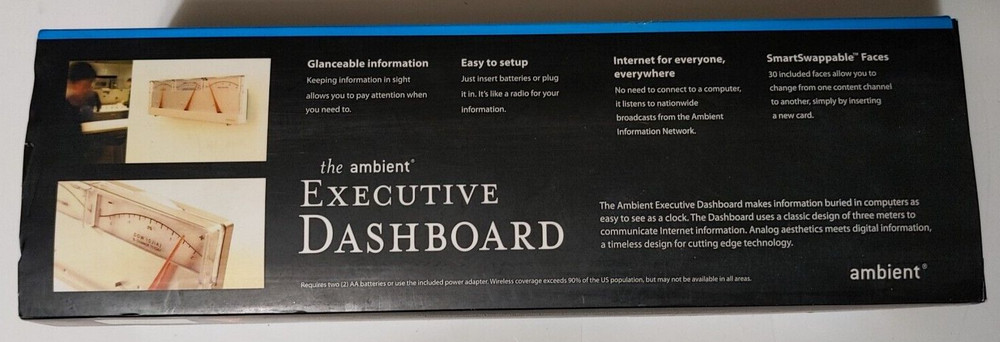 Glanceable information
Keeping information in sight
allows you to pay attention when
you need to.
Easy to setup
Just insert batteries or plug
it in. It's like a radio for your
information.
Internet for everyone,
everywhere
No need to connect to a computer,
it listens to nationwide
broadcasts from the Ambient
Information Network.
SmartSwappable™ Faces
30 included faces allow you to
change from one content channel
to another, simply by inserting
a new card.
the ambient®
EXECUTIVE
DASHBOARD
The Ambient Executive Dashboard makes information buried in computers as
easy to see as a clock. The Dashboard uses a classic design of three meters to
communicate Internet information. Analog aesthetics meets digital information,
a timeless design for cutting edge technology.
Requires two (2) AA batteries or use the included power adapter. Wireless coverage exceeds 90% of the US population, but may not be available in all areas.
ambient®